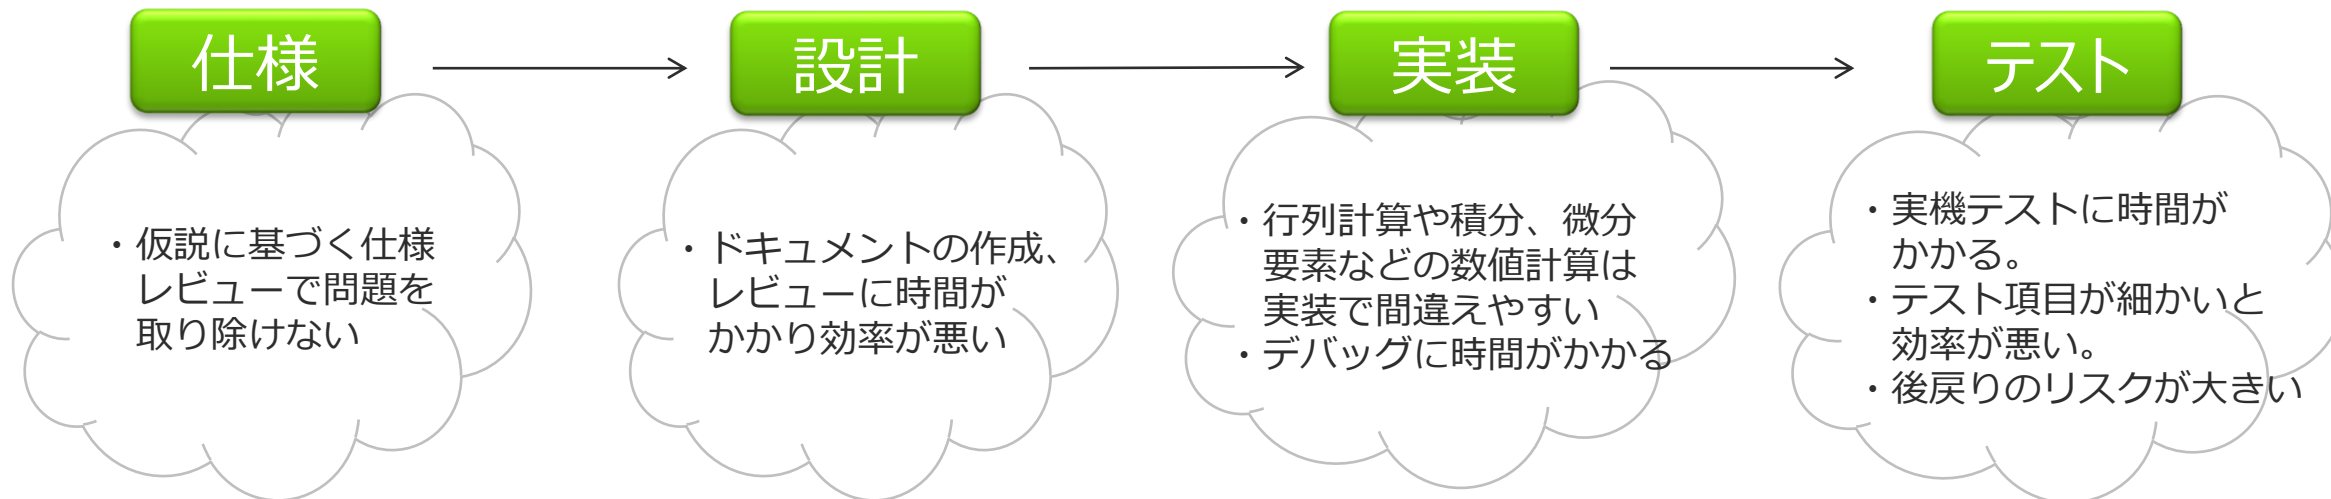 仕様
・仮説に基づく仕様
レビューで問題を
取り除けない
設計
・ドキュメントの作成、
レビューに時間が
かかり効率が悪い
実装
・行列計算や積分、微分
要素などの数値計算は
実装で間違えやすい
・デバッグに時間がかかる
テスト
・実機テストに時間が
かかる。
・テスト項目が細かいと
効率が悪い。
・後戻りのリスクが大きい